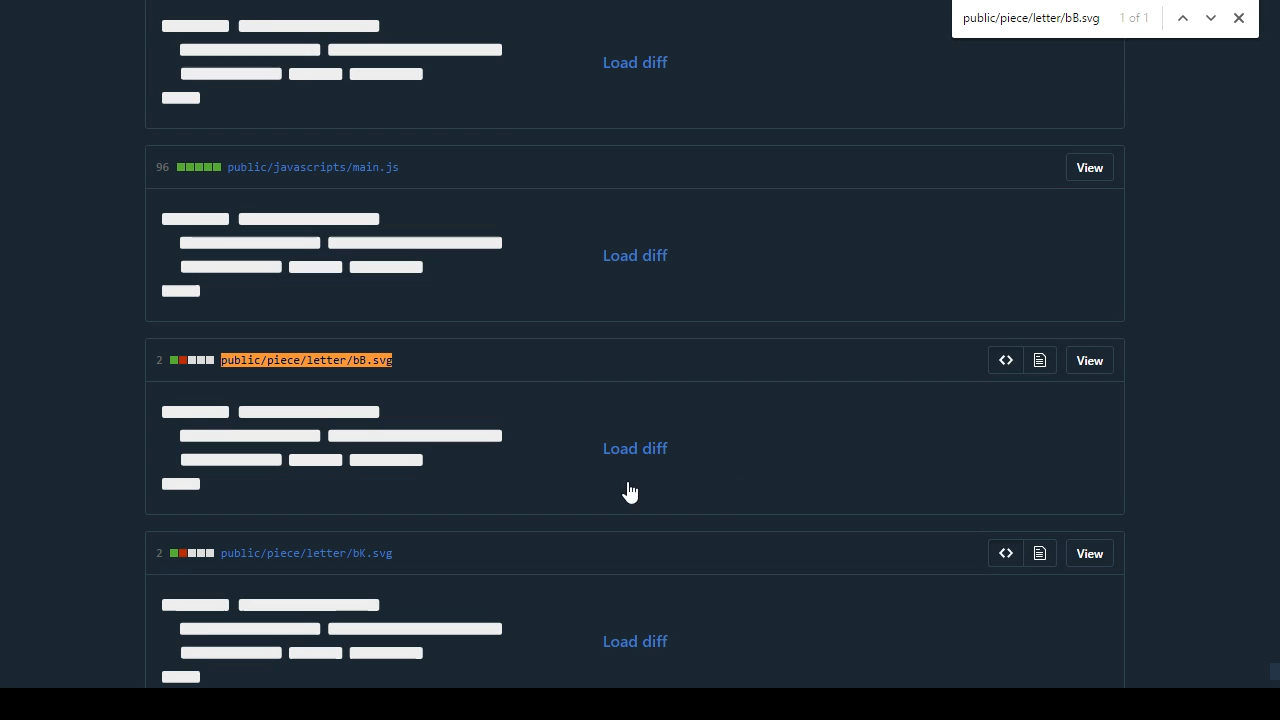 public/piece/letter/bB.svg 1 of 1
Load diff
96 public/javascripts/main.js View
Load diff
2 public/piece/letter/bB.svg <> View
Load diff
2 public/piece/letter/bK.svg <> View
Load diff